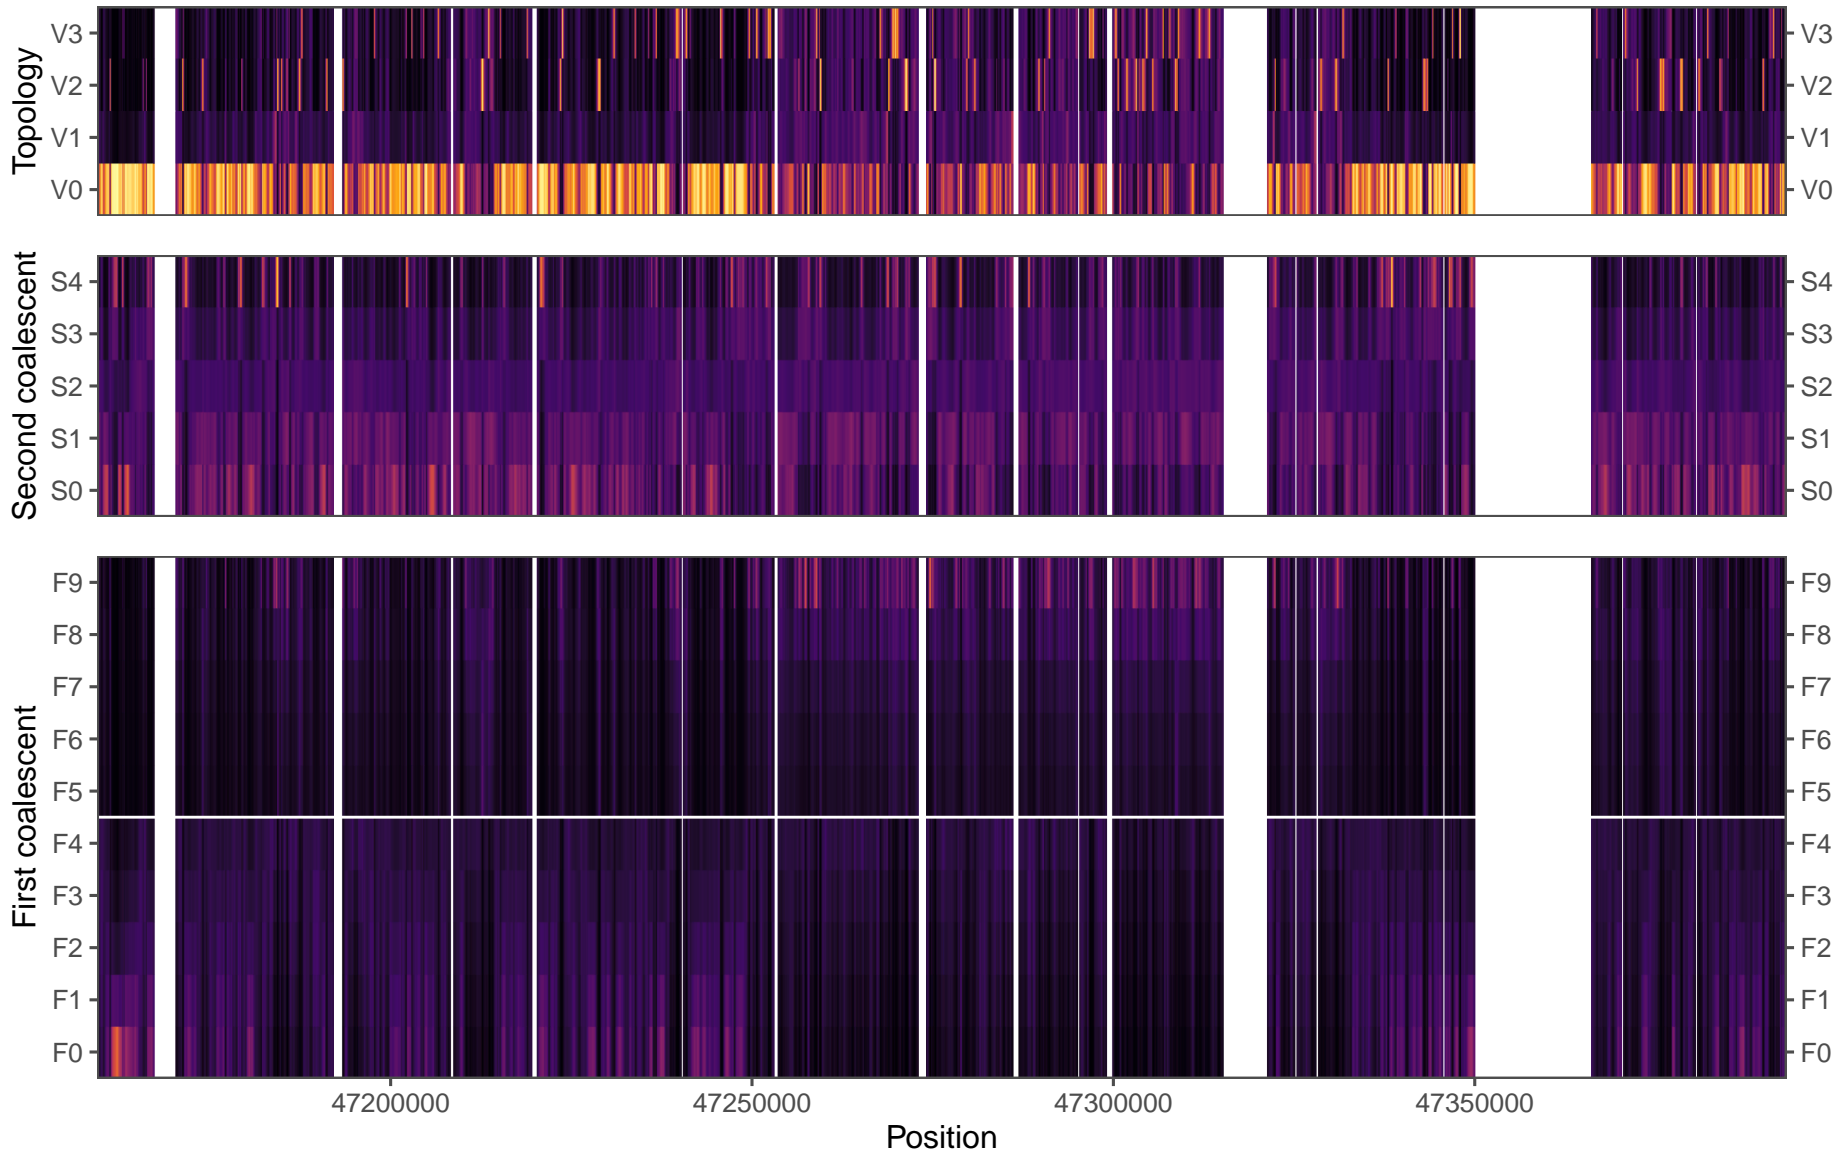 Topology
V3
V2
V1
V0
V3
V2
V1
V0
Second coalescent
S4
S3
S2
S1
S0
S4
S3
S2
S1
S0
First coalescent
F9
F8
F7
F6
F5
F4
F3
F2
F1
F0
F9
F8
F7
F6
F5
F4
F3
F2
F1
F0
47200000 47250000 47300000 47350000
Position